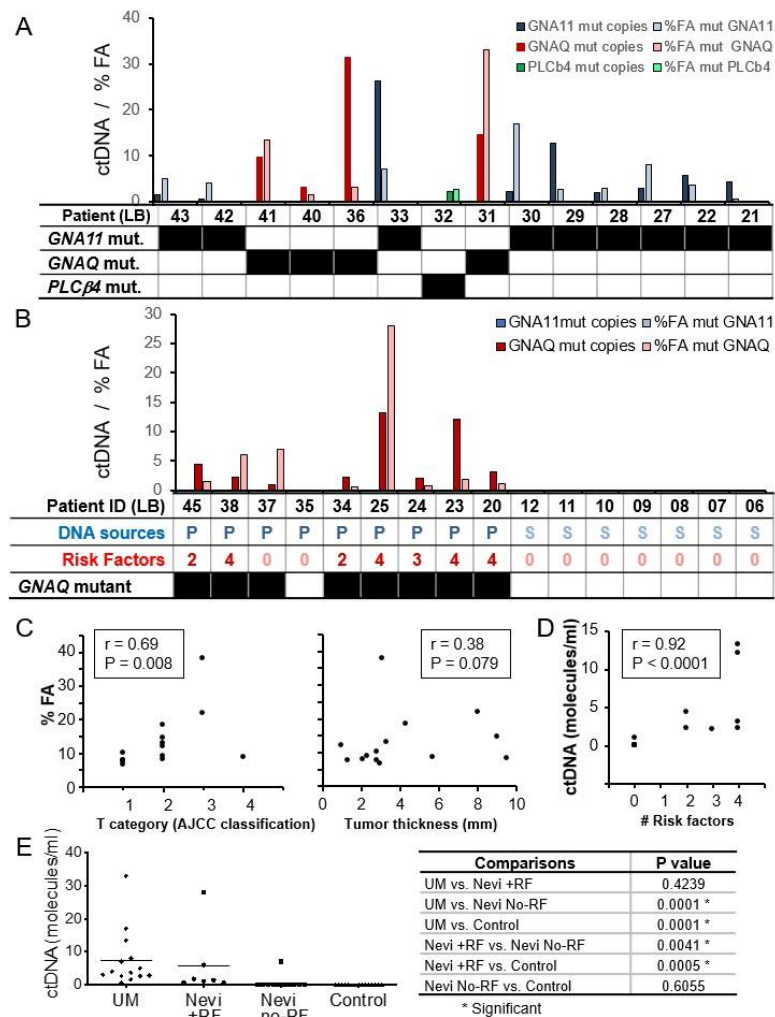 A
40
30
20
10
0
ctDNA / % FA
GNA11 mut copies %FA mut GNA11
GNAQ mut copies %FA mut GNAQ
PLCb4 mut copies %FA mut PLCb4
Patient (LB) 43 42 41 40 36 33 32 31 30 29 28 27 22 21
GNA11 mut.
GNAQ mut.
PLCβ4 mut.
B
30
25
20
15
10
5
0
ctDNA / % FA
GNA11mut copies %FA mut GNA11
GNAQ mut copies %FA mut GNAQ
Patient ID (LB) 45 38 37 35 34 25 24 23 20 12 11 10 09 08 07 06
DNA sources P P P P P P P P P S S S S S S S
Risk Factors 2 4 0 0 2 4 3 4 4 0 0 0 0 0 0 0
GNAQ mutant
C
r = 0.69
P = 0.008
% FA
40
30
20
10
0
1 2 3 4
T category (AJCC classification)
r = 0.38
P = 0.079
0 2 4 6 8 10
Tumor thickness (mm)
D
r = 0.92
P < 0.0001
ctDNA (molecules/ml)
15
10
5
0
0 1 2 3 4
# Risk factors
E
ctDNA (molecules/ml)
40
30
20
10
0
UM Nevi +RF Nevi no-RF Control
Comparisons P value
UM vs. Nevi +RF 0.4239
UM vs. Nevi No-RF 0.0001 *
UM vs. Control 0.0001 *
Nevi +RF vs. Nevi No-RF 0.0041 *
Nevi +RF vs. Control 0.0005 *
Nevi No-RF vs. Control 0.6055
* Significant